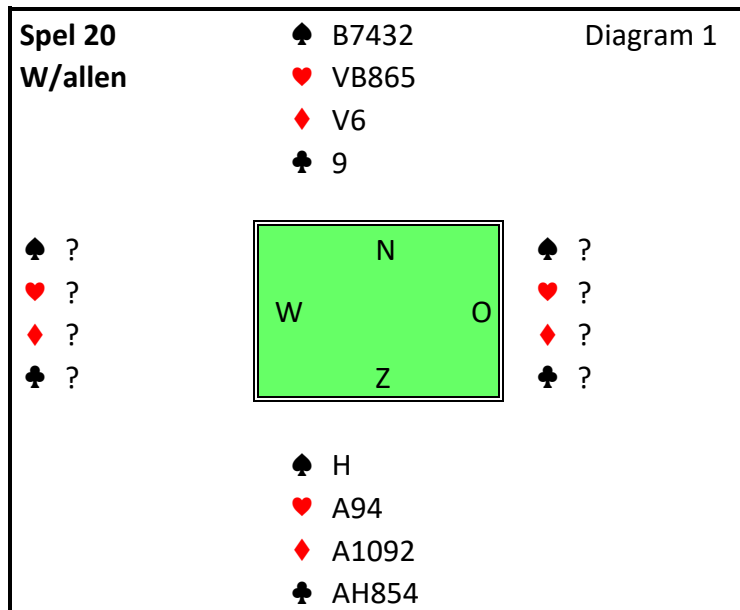 Spel 20 ♠ B7432 Diagram 1
W/allen ♥ VB865
♦ V6
♣ 9
♠ ? N ♠ ?
♥ ? ♥ ?
W O
♦ ? ♦ ?
♣ ? Z ♣ ?
♠ H
♥ A94
♦ A1092
♣ AH854